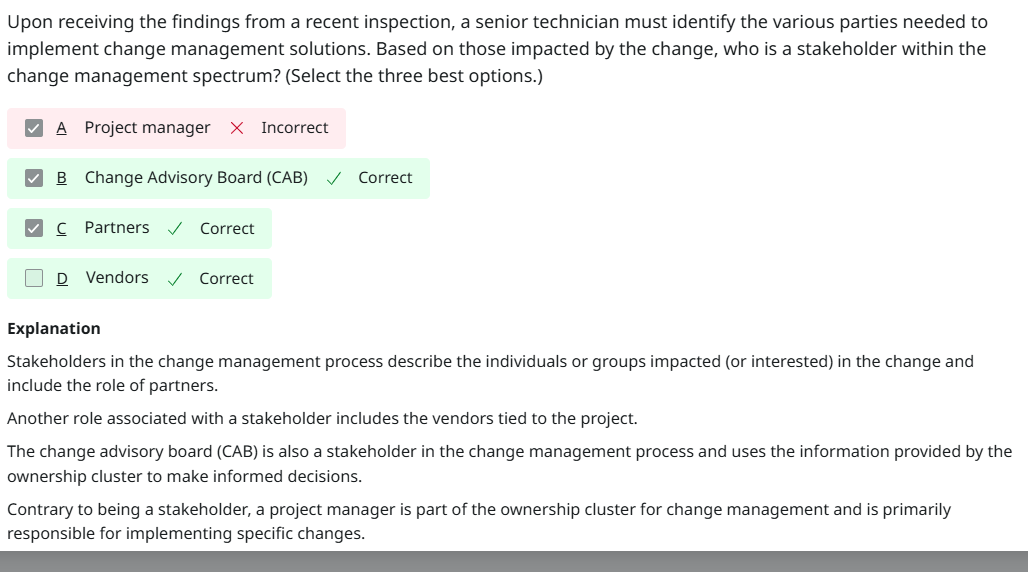 Upon receiving the findings from a recent inspection, a senior technician must identify the various parties needed to
implement change management solutions. Based on those impacted by the change, who is a stakeholder within the
change management spectrum? (Select the three best options.)
A Project manager Incorrect
B Change Advisory Board (CAB) Correct
C Partners Correct
D Vendors Correct
Explanation
Stakeholders in the change management process describe the individuals or groups impacted (or interested) in the change and
include the role of partners.
Another role associated with a stakeholder includes the vendors tied to the project.
The change advisory board (CAB) is also a stakeholder in the change management process and uses the information provided by the
ownership cluster to make informed decisions.
Contrary to being a stakeholder, a project manager is part of the ownership cluster for change management and is primarily
responsible for implementing specific changes.